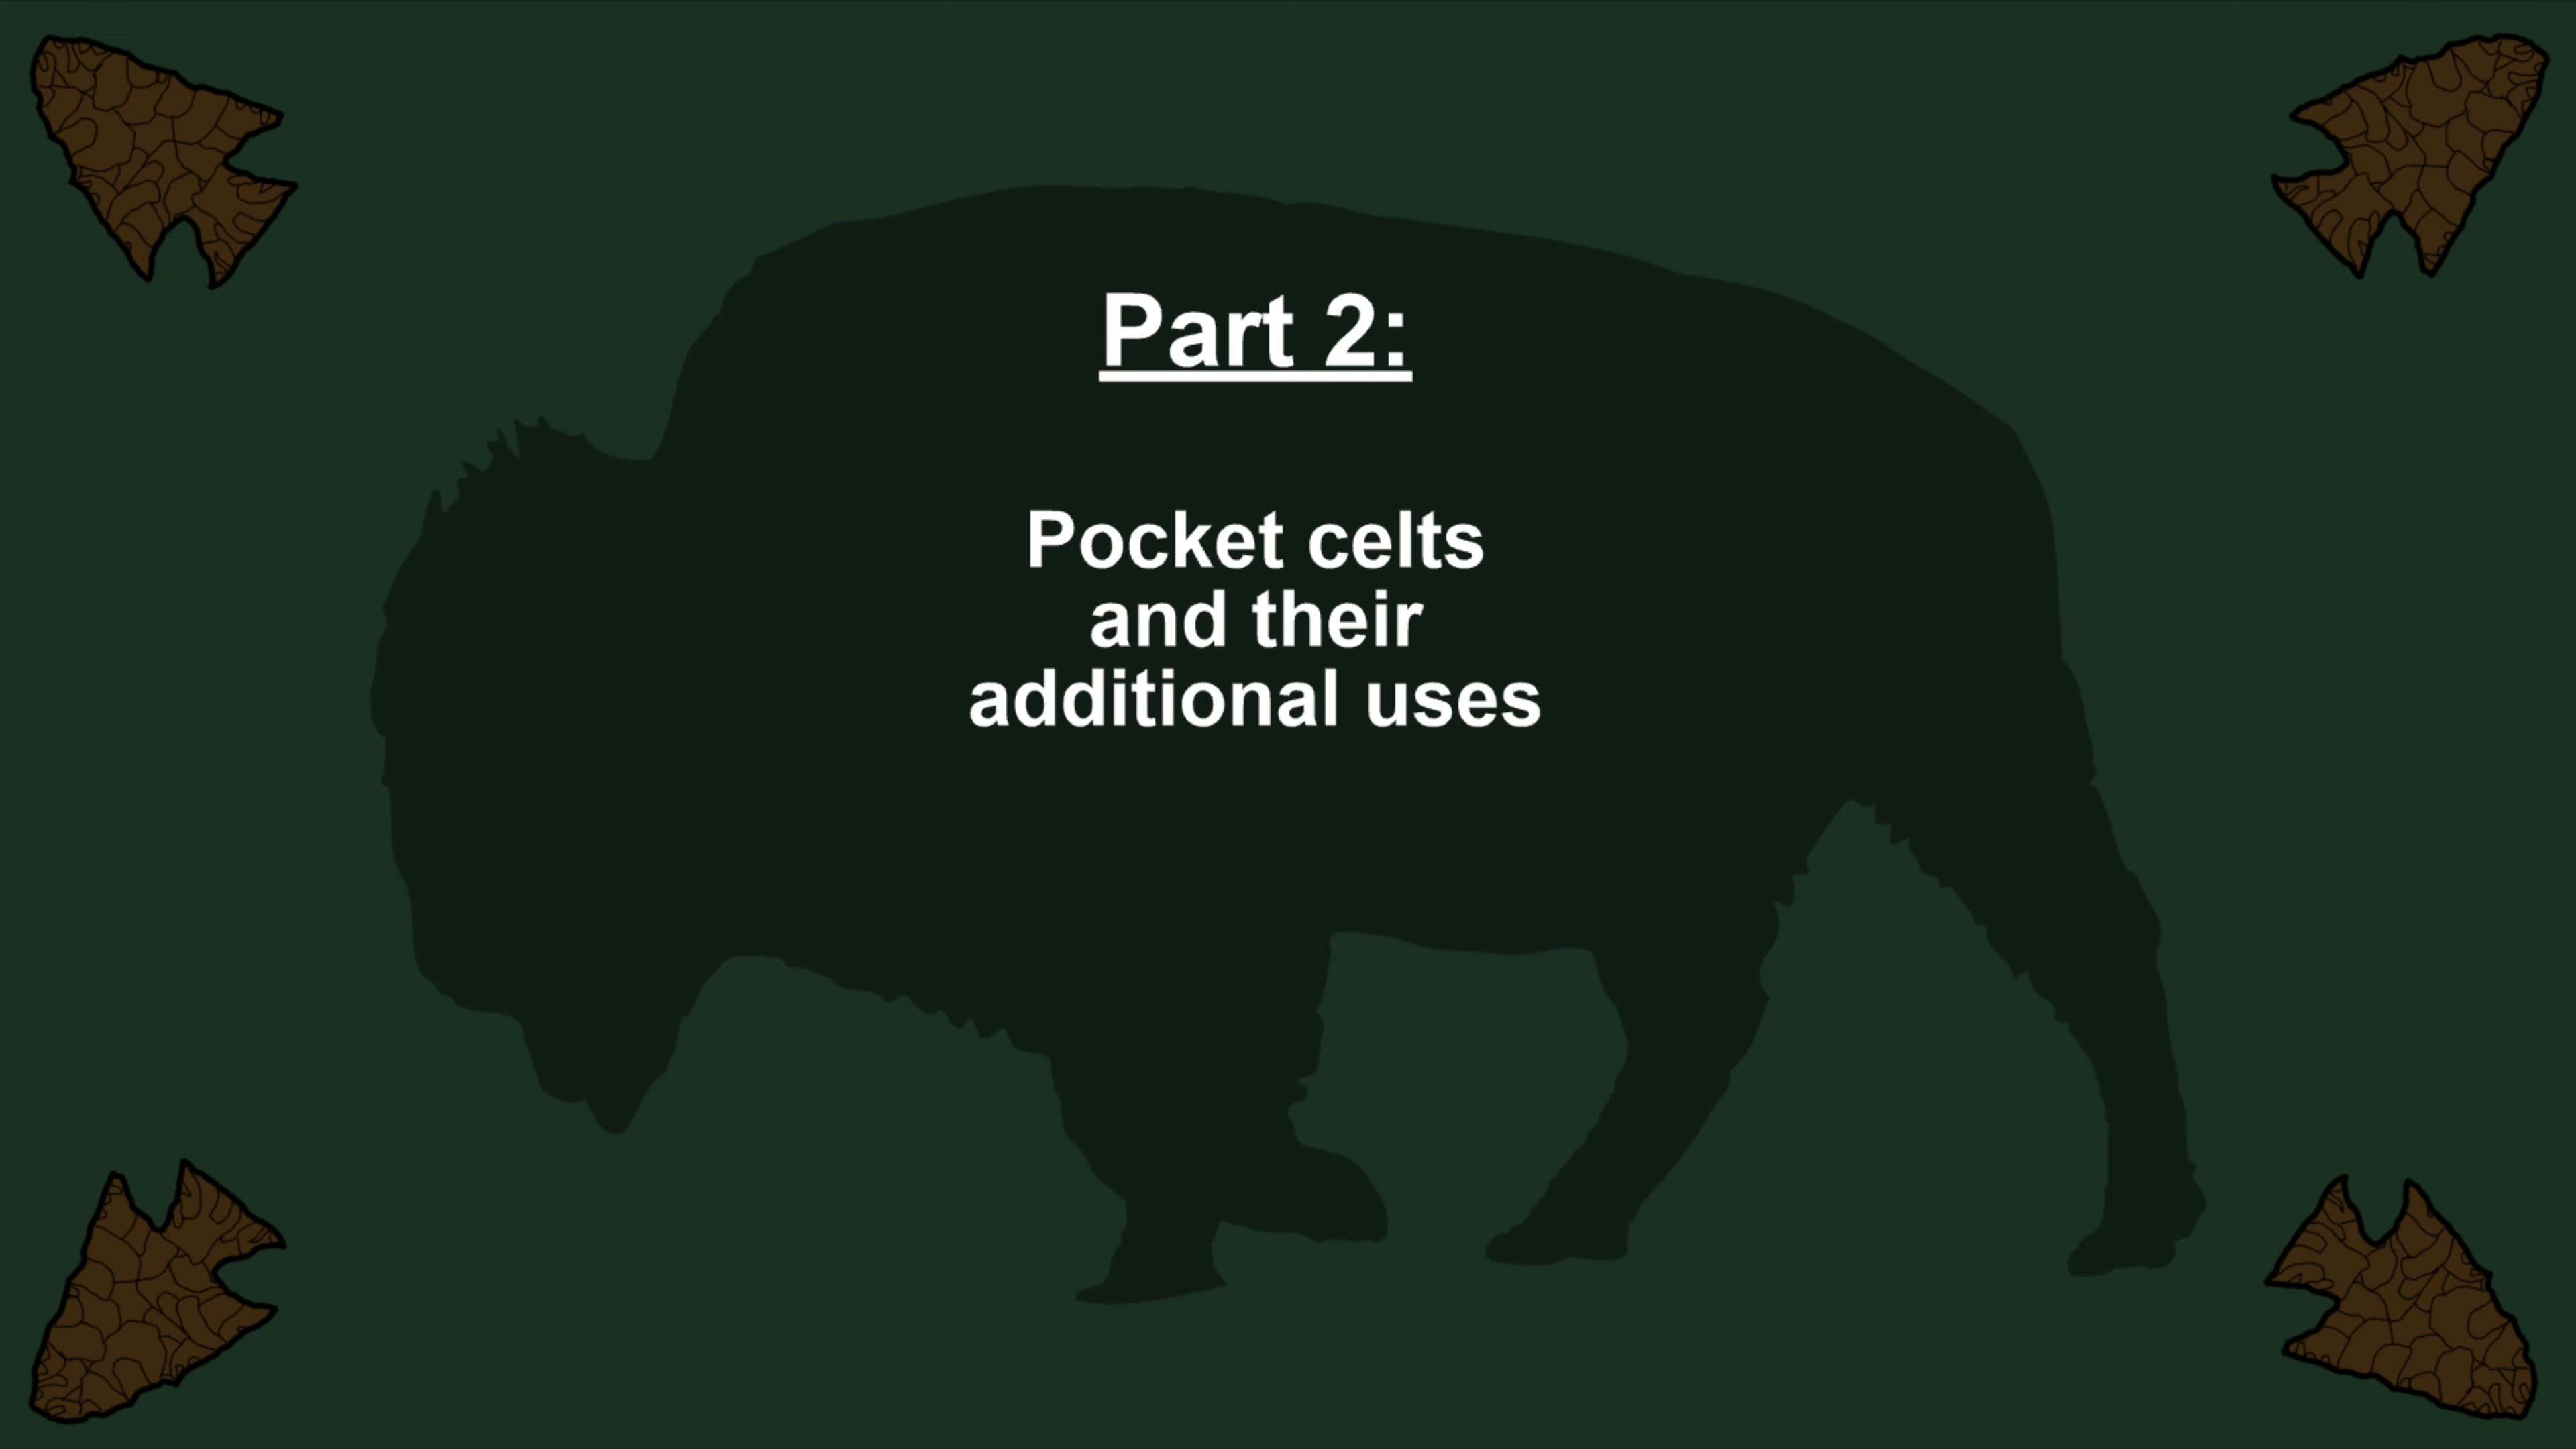 Part 2:
Pocket celts
and their
additional uses